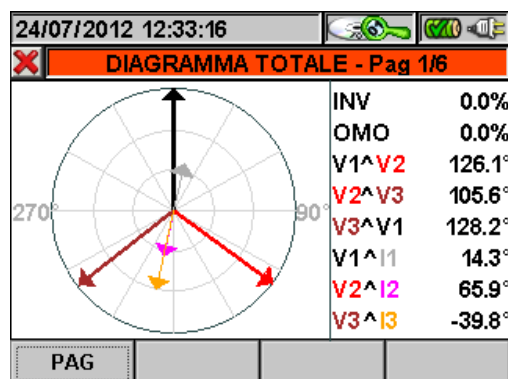 24/07/2012 12:33:16
DIAGRAMMA TOTALE - Pag 1/6
270°
90°
INV 0.0%
OMO 0.0%
V1^V2 126.1°
V2^V3 105.6°
V3^V1 128.2°
V1^I1 14.3°
V2^I2 65.9°
V3^I3 -39.8°
PAG